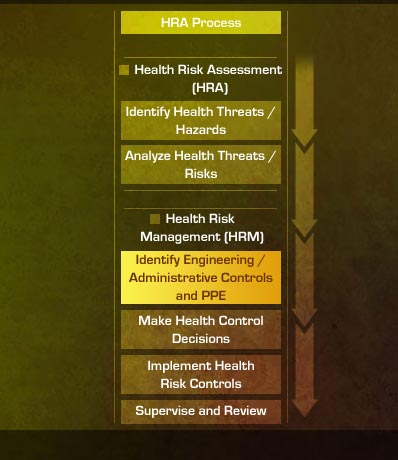 HRA Process
Health Risk Assessment
(HRA)
Identify Health Threats /
Hazards
Analyze Health Threats /
Risks
Health Risk
Management (HRM)
Identify Engineering /
Administrative Controls
and PPE
Make Health Control
Decisions
Implement Health
Risk Controls
Supervise and Review